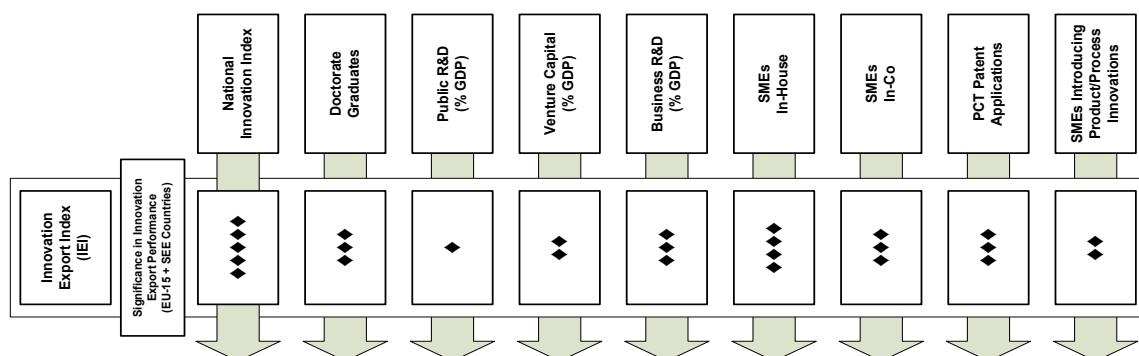 National
Innovation Index
Doctorate
Graduates
Public R&D
(% GDP)
Venture Capital
(% GDP)
Business R&D
(% GDP)
SMEs
In-House
SMEs
In-Co
PCT Patent
Applications
SMEs Introducing
Product/Process
Innovations
Innovation
Export Index
(IEI)
Significance in Innovation
Export Performance
(EU-15 + SEE Countries)